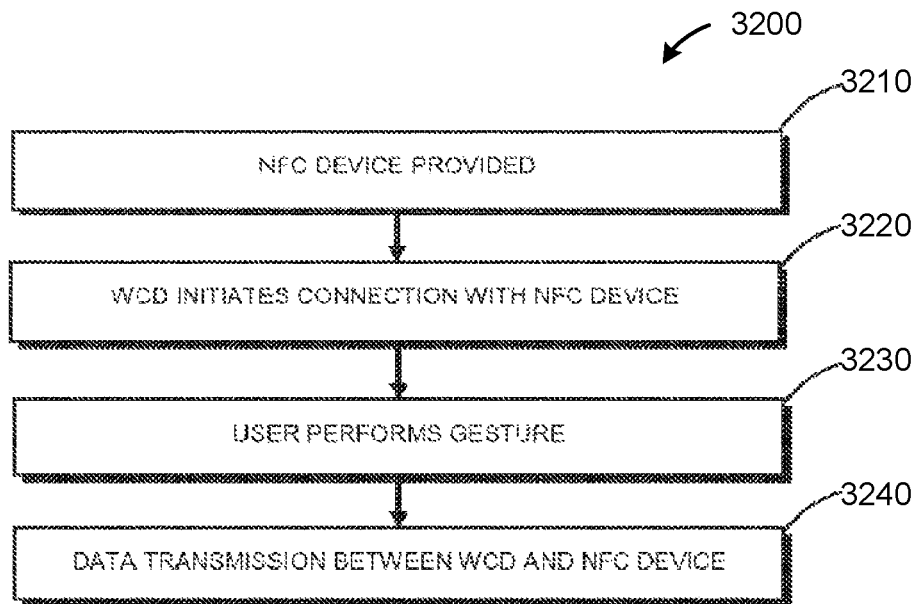 3200
3210
NFC DEVICE PROVIDED
3220
WCD INITIATES CONNECTION WITH NFC DEVICE
3230
USER PERFORMS GESTURE
3240
DATA TRANSMISSION BETWEEN WCD AND NFC DEVICE